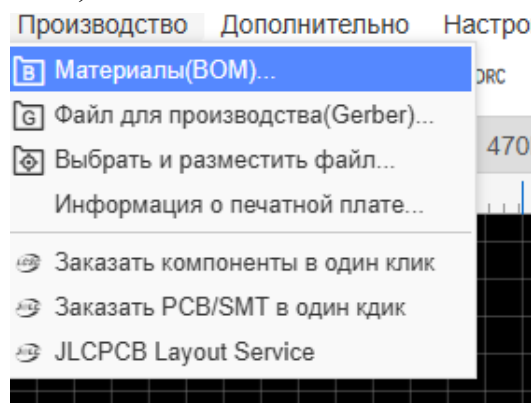 Производство Дополнительно Настро
Материалы(BOM)...
DRC
Файл для производства(Gerber)...
Выбрать и разместить файл...
470
Информация о печатной плате...
Заказать компоненты в один клик
Заказать PCB/SMT в один кдик
JLCPCB Layout Service